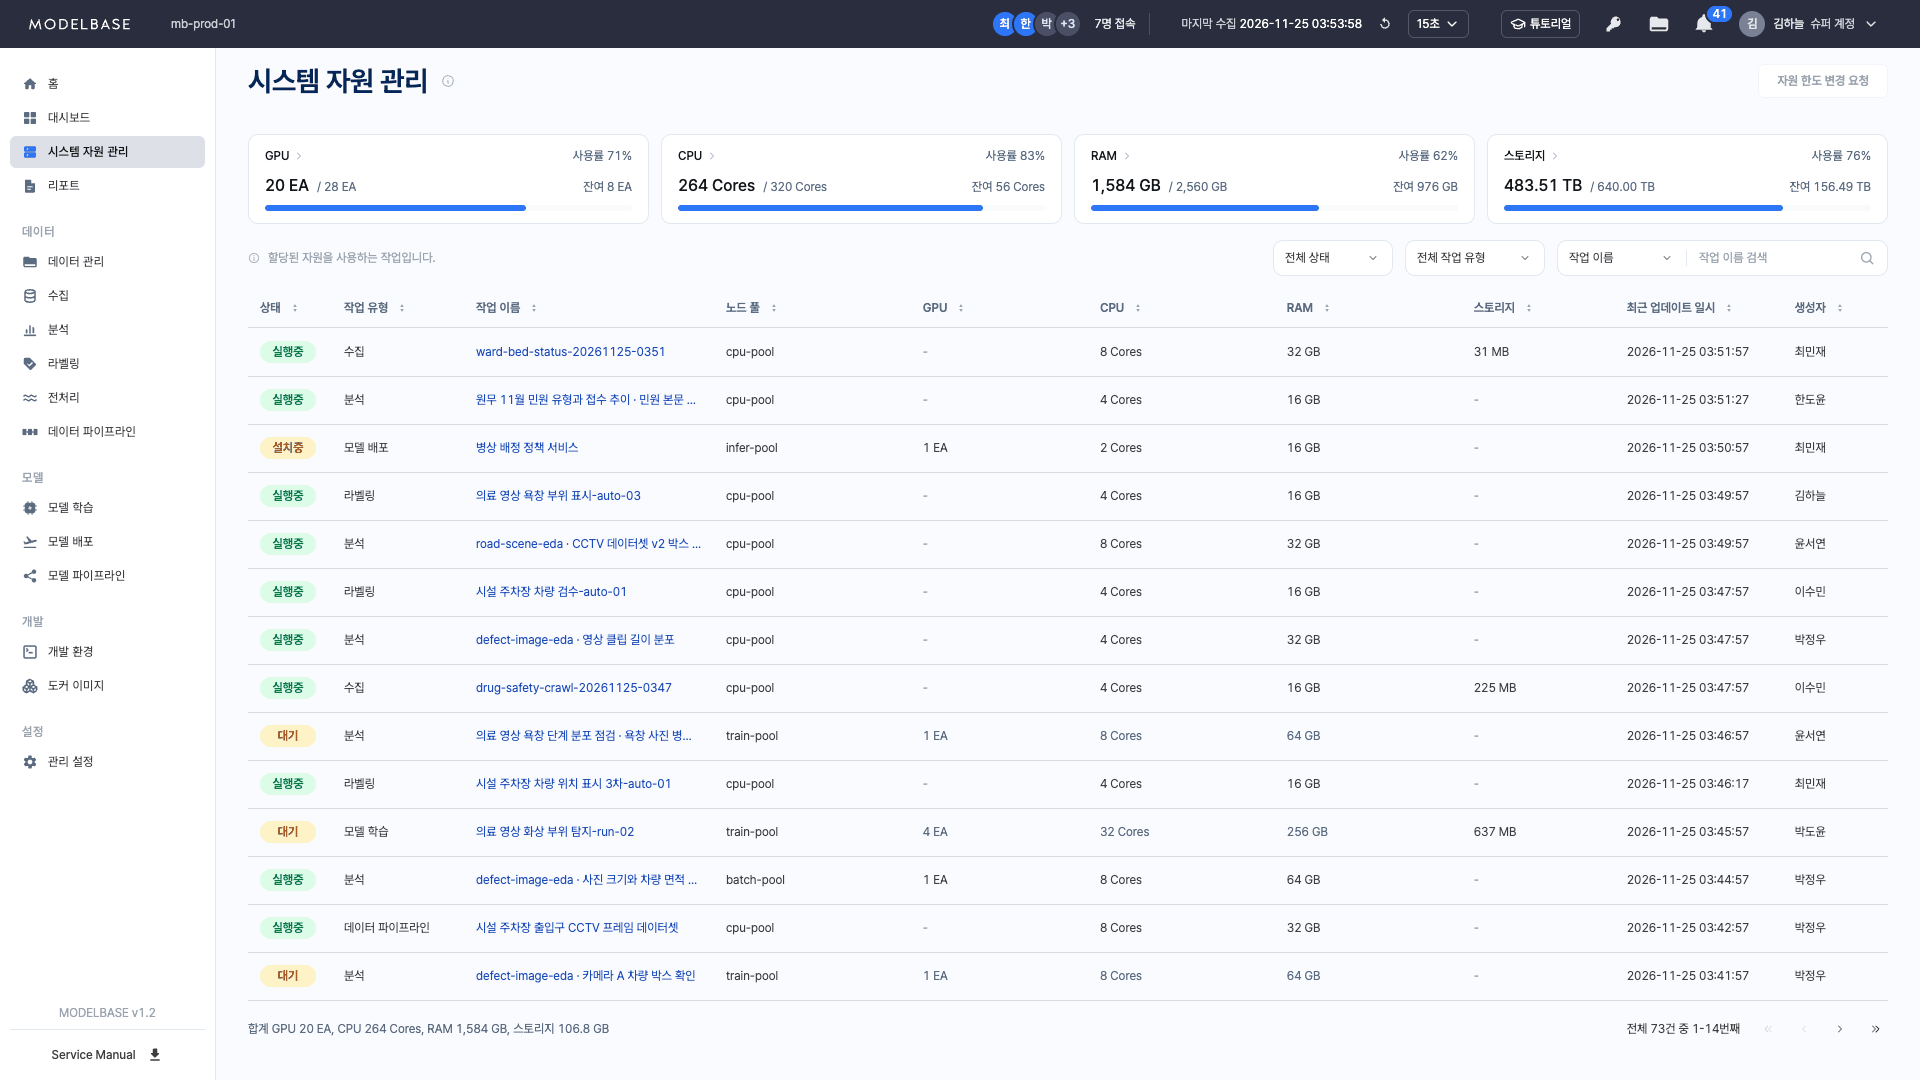 MODELBASE
mb-prod-01
최 한 박 +3 7명 접속
마지막 수집 2026-11-25 03:53:58
15초
튜토리얼
41
김 김하늘 슈퍼 계정
홈
대시보드
시스템 자원 관리
리포트
데이터
데이터 관리
수집
분석
라벨링
전처리
데이터 파이프라인
모델
모델 학습
모델 배포
모델 파이프라인
개발
개발 환경
도커 이미지
설정
관리 설정
MODELBASE v1.2
Service Manual
시스템 자원 관리
자원 한도 변경 요청
GPU 사용률 71%
20 EA / 28 EA 잔여 8 EA
CPU 사용률 83%
264 Cores / 320 Cores 잔여 56 Cores
RAM 사용률 62%
1,584 GB / 2,560 GB 잔여 976 GB
스토리지 사용률 76%
483.51 TB / 640.00 TB 잔여 156.49 TB
할당된 자원을 사용하는 작업입니다.
전체 상태
전체 작업 유형
작업 이름
작업 이름 검색
상태 작업 유형 작업 이름 노드 풀 GPU CPU RAM 스토리지 최근 업데이트 일시 생성자
실행중 수집 ward-bed-status-20261125-0351 cpu-pool - 8 Cores 32 GB 31 MB 2026-11-25 03:51:57 최민재
실행중 분석 원무 11월 민원 유형과 접수 추이 · 민원 본문 ... cpu-pool - 4 Cores 16 GB - 2026-11-25 03:51:27 한도윤
설치중 모델 배포 병상 배정 정책 서비스 infer-pool 1 EA 2 Cores 16 GB - 2026-11-25 03:50:57 최민재
실행중 라벨링 의료 영상 욕창 부위 표시-auto-03 cpu-pool - 4 Cores 16 GB - 2026-11-25 03:49:57 김하늘
실행중 분석 road-scene-eda · CCTV 데이터셋 v2 박스 ... cpu-pool - 8 Cores 32 GB - 2026-11-25 03:49:57 윤서연
실행중 라벨링 시설 주차장 차량 검수-auto-01 cpu-pool - 4 Cores 16 GB - 2026-11-25 03:47:57 이수민
실행중 분석 defect-image-eda · 영상 클립 길이 분포 cpu-pool - 4 Cores 32 GB - 2026-11-25 03:47:57 박정우
실행중 수집 drug-safety-crawl-20261125-0347 cpu-pool - 4 Cores 16 GB 225 MB 2026-11-25 03:47:57 이수민
대기 분석 의료 영상 욕창 단계 분포 점검 · 욕창 사진 병... train-pool 1 EA 8 Cores 64 GB - 2026-11-25 03:46:57 윤서연
실행중 라벨링 시설 주차장 차량 위치 표시 3차-auto-01 cpu-pool - 4 Cores 16 GB - 2026-11-25 03:46:17 최민재
대기 모델 학습 의료 영상 화상 부위 탐지-run-02 train-pool 4 EA 32 Cores 256 GB 637 MB 2026-11-25 03:45:57 박도윤
실행중 분석 defect-image-eda · 사진 크기와 차량 면적 ... batch-pool 1 EA 8 Cores 64 GB - 2026-11-25 03:44:57 박정우
실행중 데이터 파이프라인 시설 주차장 출입구 CCTV 프레임 데이터셋 cpu-pool - 8 Cores 32 GB - 2026-11-25 03:42:57 박정우
대기 분석 defect-image-eda · 카메라 A 차량 박스 확인 train-pool 1 EA 8 Cores 64 GB - 2026-11-25 03:41:57 박정우
합계 GPU 20 EA, CPU 264 Cores, RAM 1,584 GB, 스토리지 106.8 GB
전체 73건 중 1-14번째